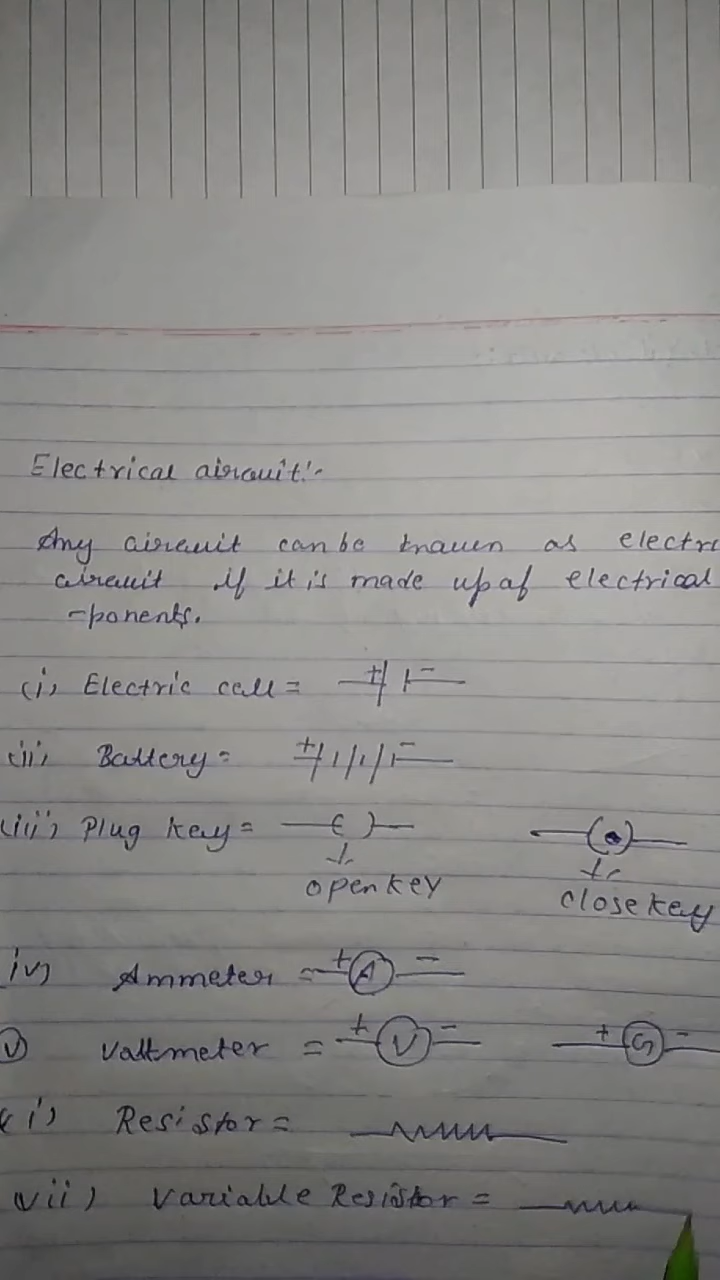 Electrical circuit:-
Any circuit can be known as electri
circuit if it is made up of electrical
-ponents.
(i) Electric cell = + -
(ii) Battery = + -
(iii) Plug key =
open key close key
iv) Ammeter = + A -
v) Voltmeter = + V - + G -
(i) Resistor =
vii) Variable Resistor =